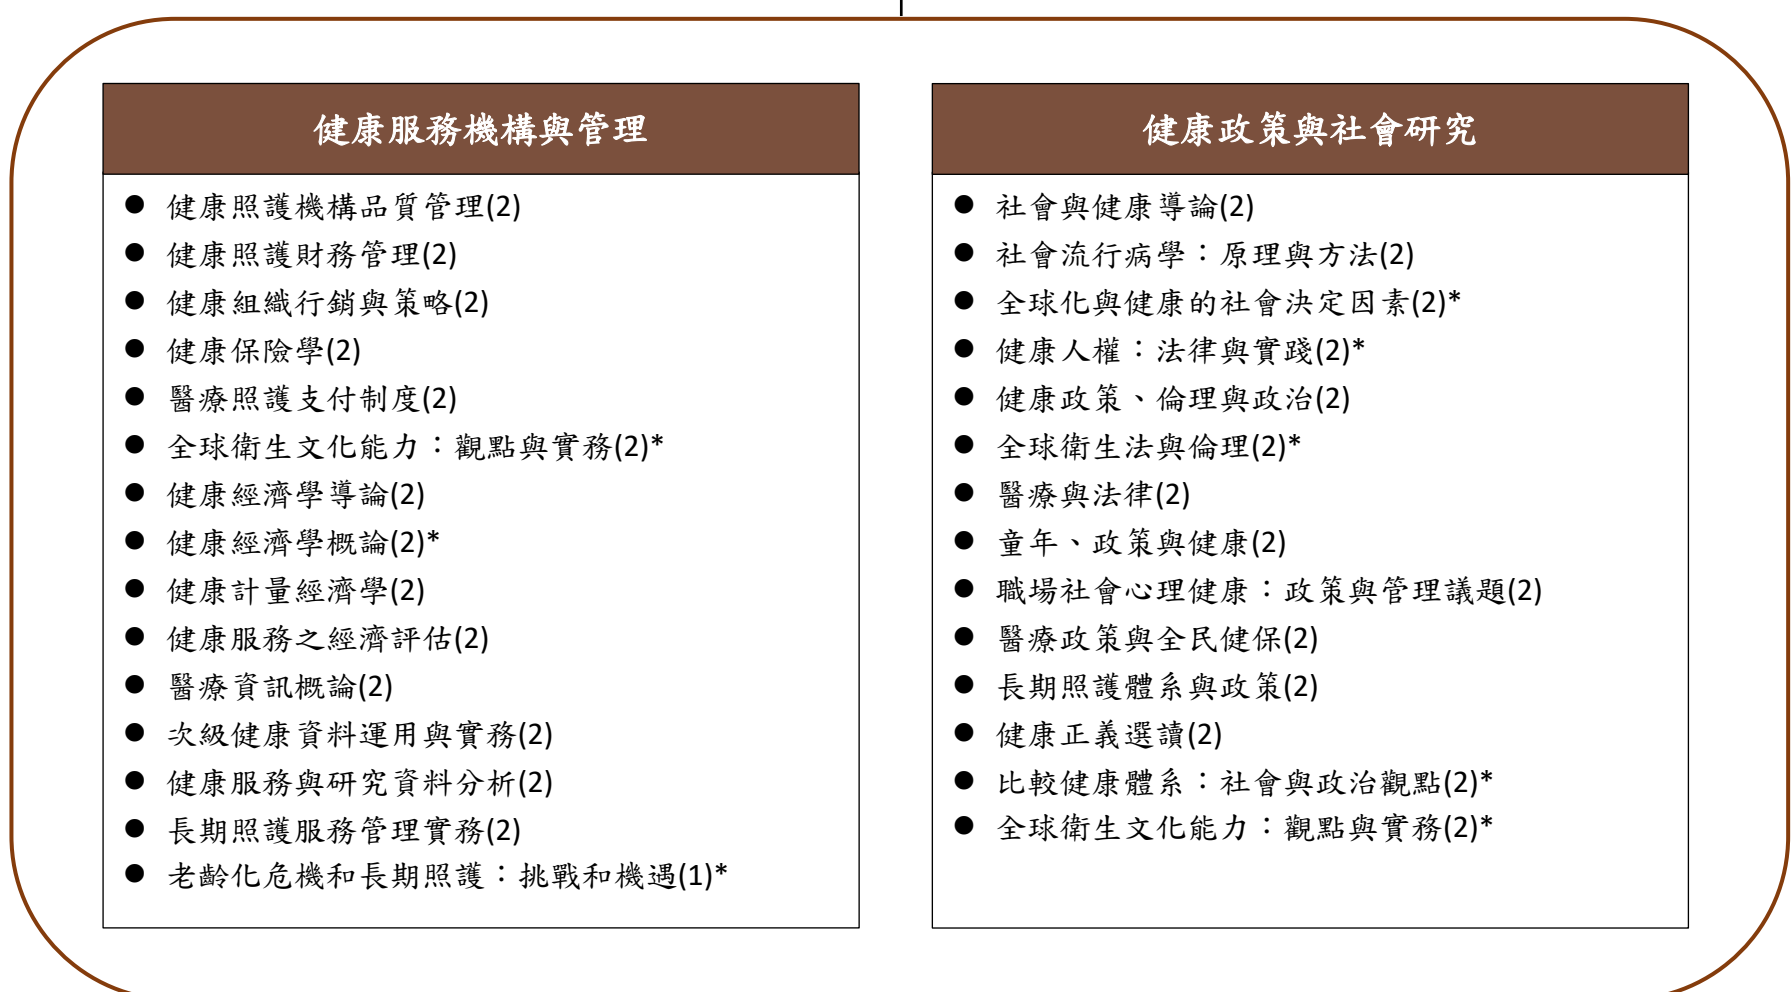 健康服務機構與管理
● 健康照護機構品質管理(2)
● 健康照護財務管理(2)
● 健康組織行銷與策略(2)
● 健康保險學(2)
● 醫療照護支付制度(2)
● 全球衛生文化能力：觀點與實務(2)*
● 健康經濟學導論(2)
● 健康經濟學概論(2)*
● 健康計量經濟學(2)
● 健康服務之經濟評估(2)
● 醫療資訊概論(2)
● 次級健康資料運用與實務(2)
● 健康服務與研究資料分析(2)
● 長期照護服務管理實務(2)
● 老齡化危機和長期照護：挑戰和機遇(1)*
健康政策與社會研究
● 社會與健康導論(2)
● 社會流行病學：原理與方法(2)
● 全球化與健康的社會決定因素(2)*
● 健康人權：法律與實踐(2)*
● 健康政策、倫理與政治(2)
● 全球衛生法與倫理(2)*
● 醫療與法律(2)
● 童年、政策與健康(2)
● 職場社會心理健康：政策與管理議題(2)
● 醫療政策與全民健保(2)
● 長期照護體系與政策(2)
● 健康正義選讀(2)
● 比較健康體系：社會與政治觀點(2)*
● 全球衛生文化能力：觀點與實務(2)*